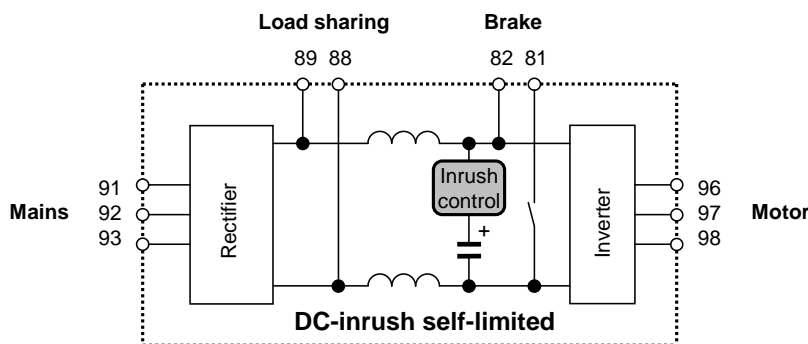 Load sharing Brake
89 88 82 81
Inrush
control
+
Rectifier
Inverter
91
92
93
Mains
96
97
98
Motor
DC-inrush self-limited